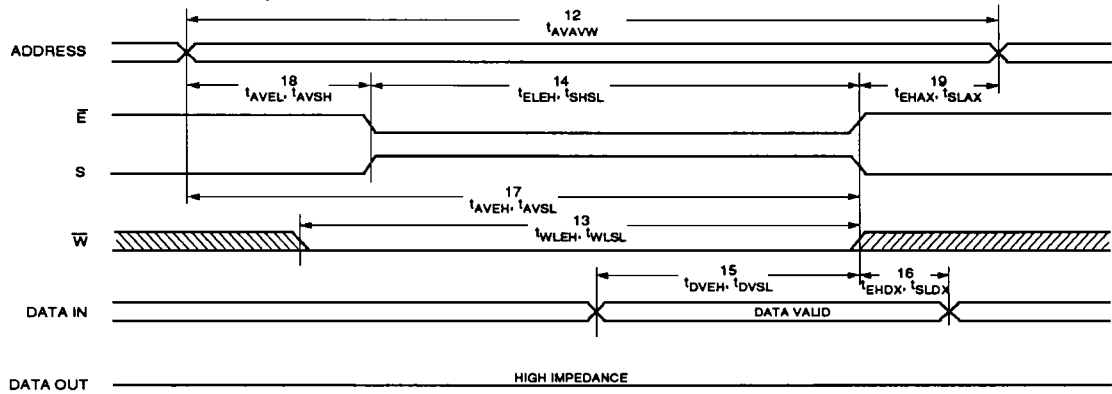 12
tAVAVW
ADDRESS
18
tAVEL, tAVSH
14
tELEH, tSHSL
19
tEHAX, tSLAX
E̅
S
17
tAVEH, tAVSL
13
tWLEH, tWLSL
W̅
15
tDVEH, tDVSL
16
tEHDX, tSLDX
DATA IN
DATA VALID
DATA OUT
HIGH IMPEDANCE